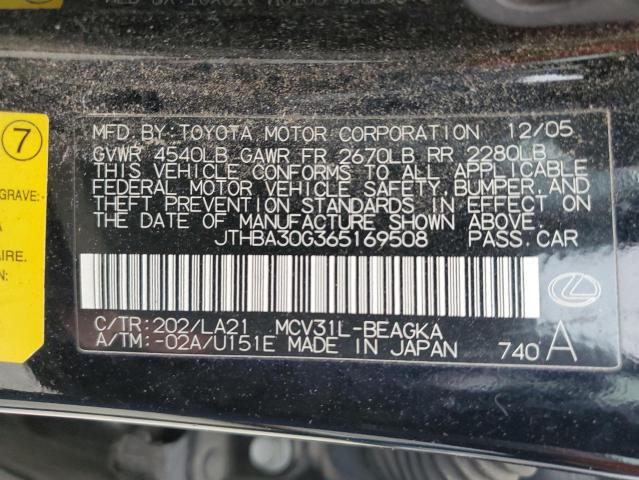 7
GRAVE:
AIRE.
MFD. BY: TOYOTA MOTOR CORPORATION 12/05
GVWR 4540LB GAWR FR 2670LB RR 2280LB
THIS VEHICLE CONFORMS TO ALL APPLICABLE
FEDERAL MOTOR VEHICLE SAFETY, BUMPER, AND
THEFT PREVENTION STANDARDS IN EFFECT ON
THE DATE OF MANUFACTURE SHOWN ABOVE.
JTHBA30G365169508 PASS. CAR
C/TR: 202/LA21 MCV31L-BEAGKA
A/TM: -02A/U151E MADE IN JAPAN 740 A